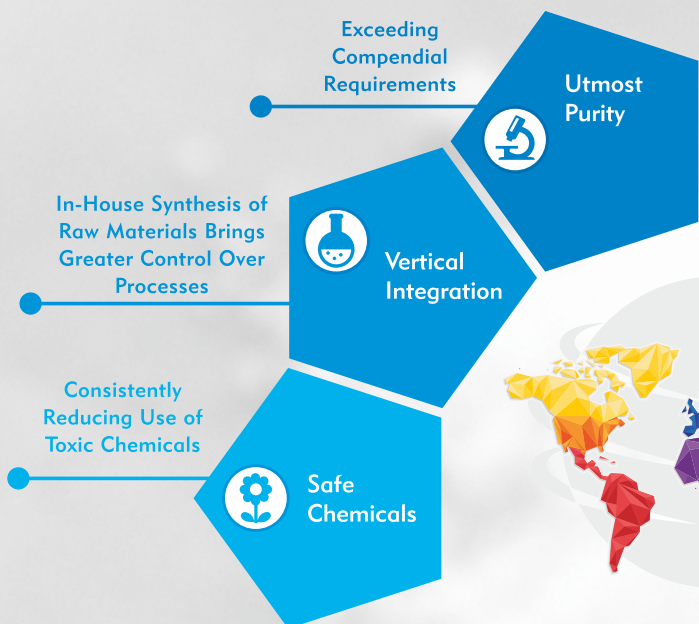 Exceeding
Compendial
Requirements
Utmost
Purity
In-House Synthesis of
Raw Materials Brings
Greater Control Over
Processes
Vertical
Integration
Consistently
Reducing Use of
Toxic Chemicals
Safe
Chemicals